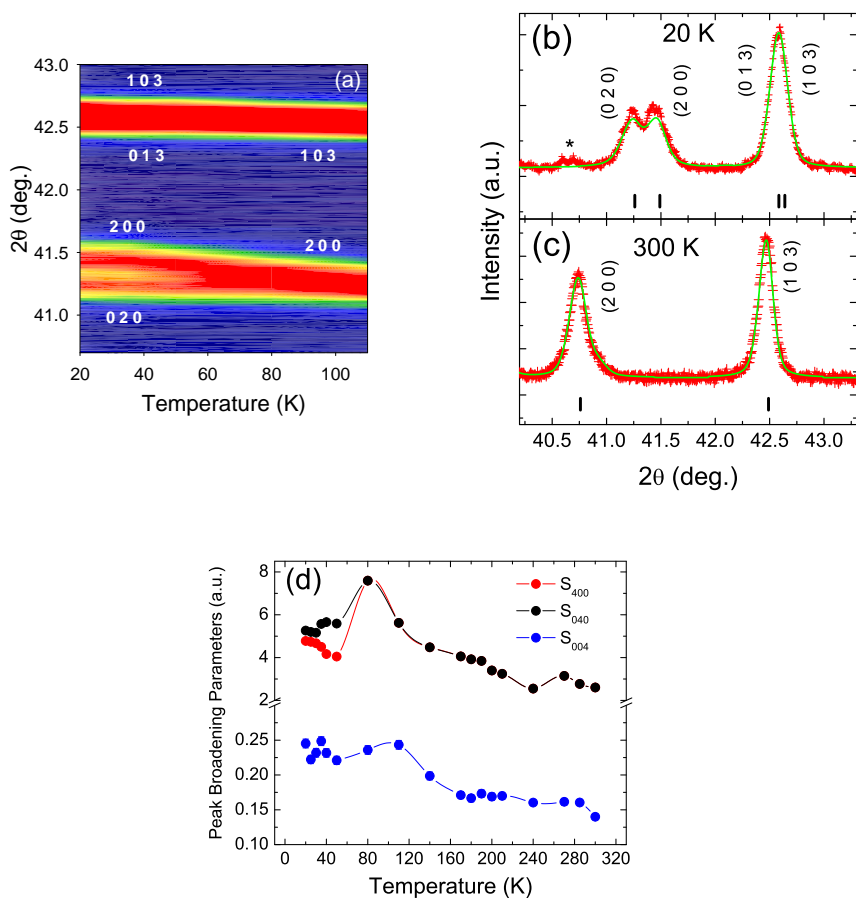 (a)
43.0
42.5
42.0
41.5
41.0
2θ (deg.)
1 0 3
0 1 3
1 0 3
2 0 0
2 0 0
0 2 0
20 40 60 80 100
Temperature (K)
(b) 20 K
(0 2 0)
(2 0 0)
(0 1 3)
(1 0 3)
*
(c) 300 K
(2 0 0)
(1 0 3)
Intensity (a.u.)
40.5 41.0 41.5 42.0 42.5 43.0
2θ (deg.)
(d)
S400
S040
S004
Peak Broadening Parameters (a.u.)
8
6
4
2
0.25
0.20
0.15
0.10
0 40 80 120 160 200 240 280 320
Temperature (K)